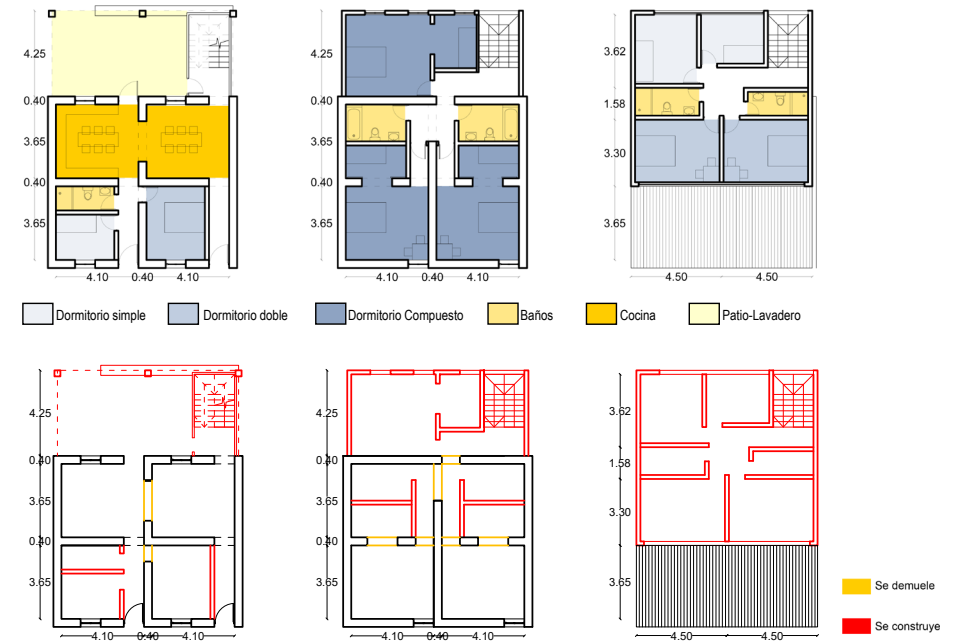 4.25
0.40
3.65
0.40
3.65
4.10 0.40 4.10
4.25
0.40
3.65
0.40
3.65
4.10 0.40 4.10
3.62
1.58
3.30
3.65
4.50 4.50
Dormitorio simple
Dormitorio doble
Dormitorio Compuesto
Baños
Cocina
Patio-Lavadero
4.25
0.40
3.65
0.40
3.65
4.10 0.40 4.10
4.25
0.40
3.65
0.40
3.65
4.10 0.40 4.10
3.62
1.58
3.30
3.65
4.50 4.50
Se demuele
Se construye